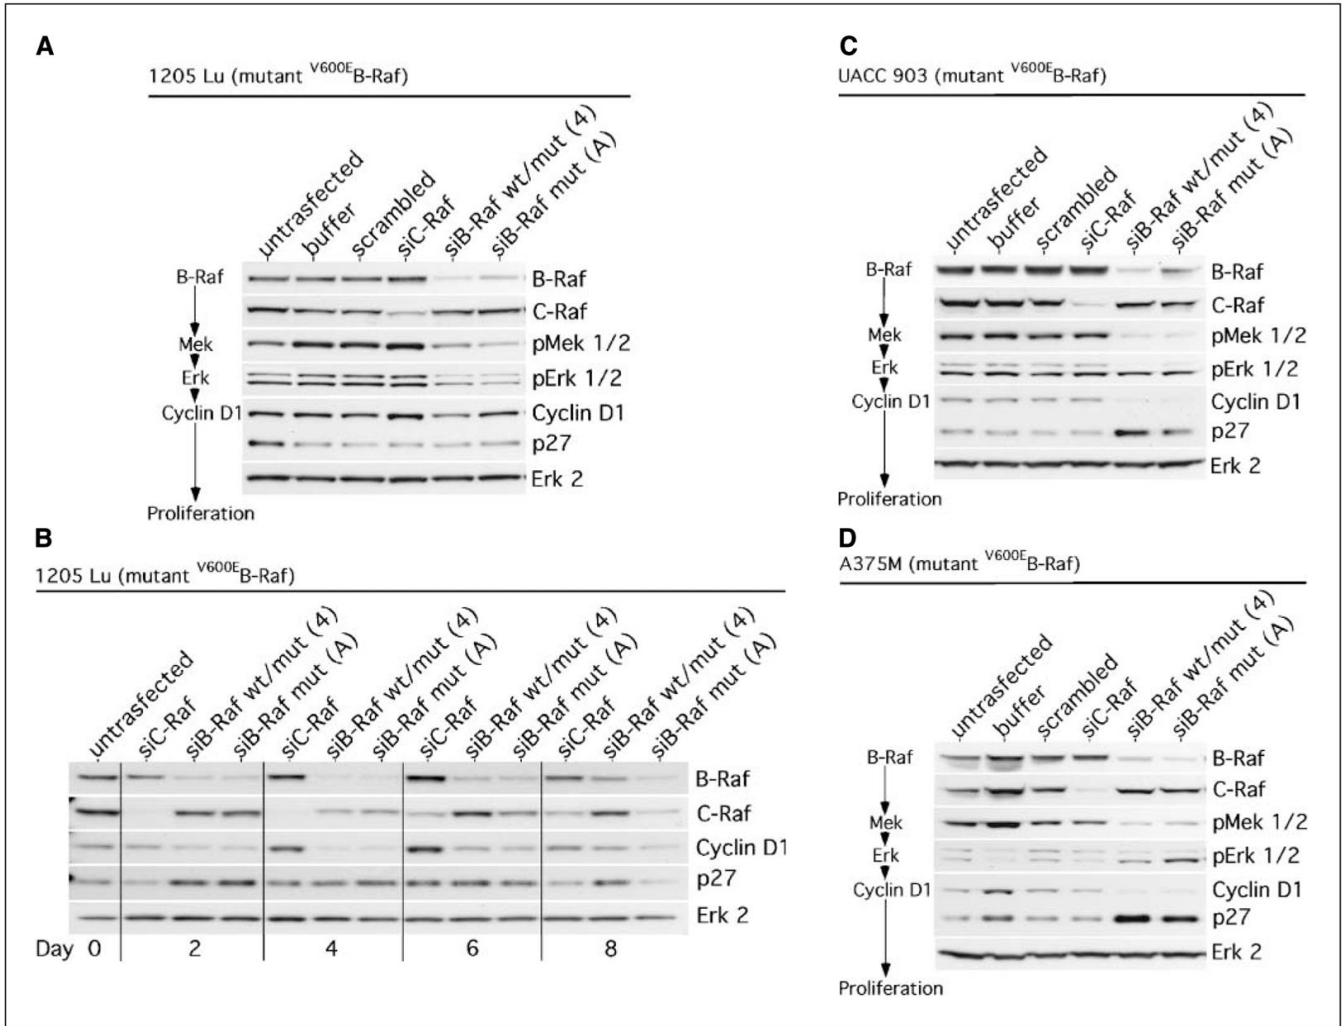 A
1205 Lu (mutant V600EB-Raf)
untrasfected
buffer
scrambled
siC-Raf
siB-Raf wt/mut (4)
siB-Raf mut (A)
B-Raf
Mek
Erk
Cyclin D1
Proliferation
B-Raf
C-Raf
pMek 1/2
pErk 1/2
Cyclin D1
p27
Erk 2
B
1205 Lu (mutant V600EB-Raf)
untrasfected
siC-Raf
siB-Raf wt/mut (4)
siB-Raf mut (A)
siC-Raf
siB-Raf wt/mut (4)
siB-Raf mut (A)
siC-Raf
siB-Raf wt/mut (4)
siB-Raf mut (A)
siC-Raf
siB-Raf wt/mut (4)
siB-Raf mut (A)
B-Raf
C-Raf
Cyclin D1
p27
Erk 2
Day 0 2 4 6 8
C
UACC 903 (mutant V600EB-Raf)
untrasfected
buffer
scrambled
siC-Raf
siB-Raf wt/mut (4)
siB-Raf mut (A)
B-Raf
Mek
Erk
Cyclin D1
Proliferation
B-Raf
C-Raf
pMek 1/2
pErk 1/2
Cyclin D1
p27
Erk 2
D
A375M (mutant V600EB-Raf)
untrasfected
buffer
scrambled
siC-Raf
siB-Raf wt/mut (4)
siB-Raf mut (A)
B-Raf
Mek
Erk
Cyclin D1
Proliferation
B-Raf
C-Raf
pMek 1/2
pErk 1/2
Cyclin D1
p27
Erk 2